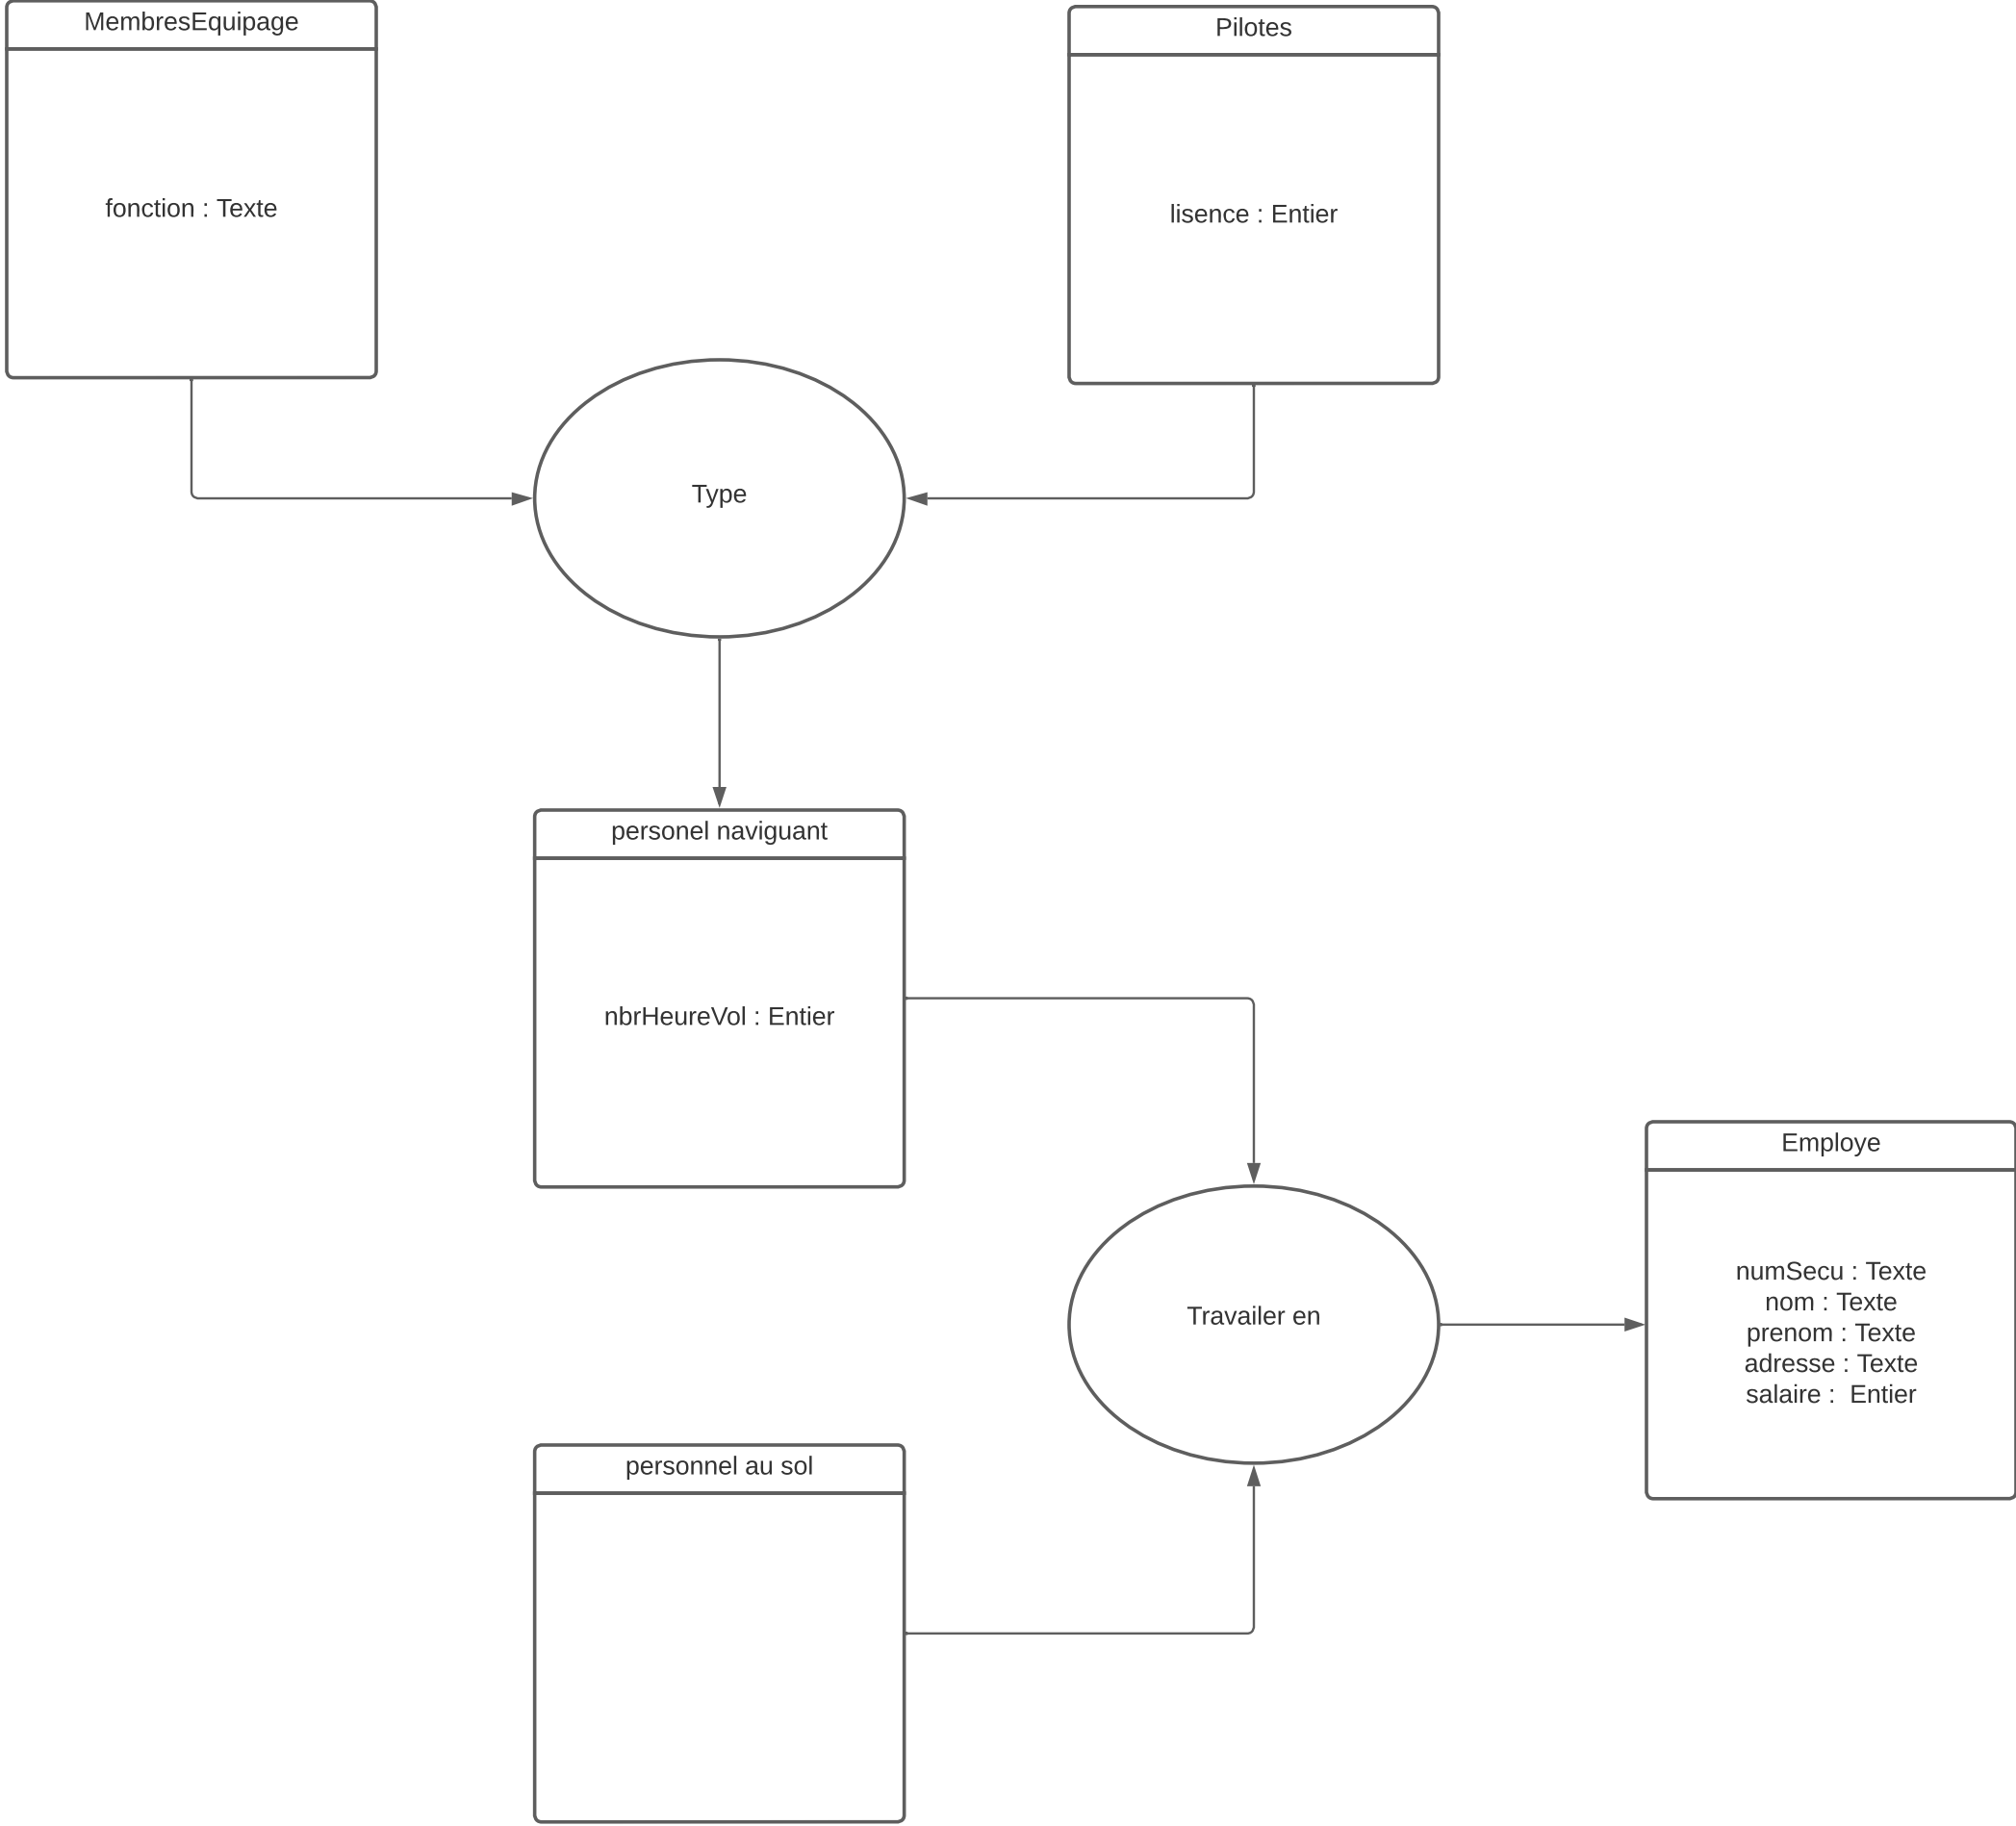 MembresEquipage
fonction : Texte
Pilotes
lisence : Entier
Type
personel naviguant
nbrHeureVol : Entier
Travailer en
Employe
numSecu : Texte
nom : Texte
prenom : Texte
adresse : Texte
salaire :  Entier
personnel au sol